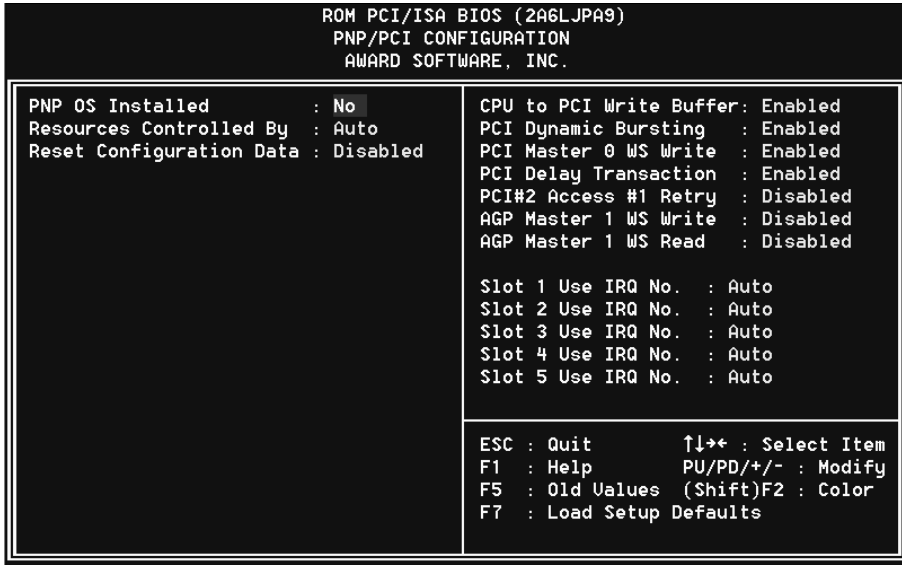 ROM PCI/ISA BIOS (2A6LJPA9)
PNP/PCI CONFIGURATION
AWARD SOFTWARE, INC.
PNP OS Installed : No
Resources Controlled By : Auto
Reset Configuration Data : Disabled
CPU to PCI Write Buffer: Enabled
PCI Dynamic Bursting : Enabled
PCI Master 0 WS Write : Enabled
PCI Delay Transaction : Enabled
PCI#2 Access #1 Retry : Disabled
AGP Master 1 WS Write : Disabled
AGP Master 1 WS Read : Disabled
Slot 1 Use IRQ No. : Auto
Slot 2 Use IRQ No. : Auto
Slot 3 Use IRQ No. : Auto
Slot 4 Use IRQ No. : Auto
Slot 5 Use IRQ No. : Auto
ESC : Quit ↑↓→← : Select Item
F1 : Help PU/PD/+/- : Modify
F5 : Old Values (Shift)F2 : Color
F7 : Load Setup Defaults